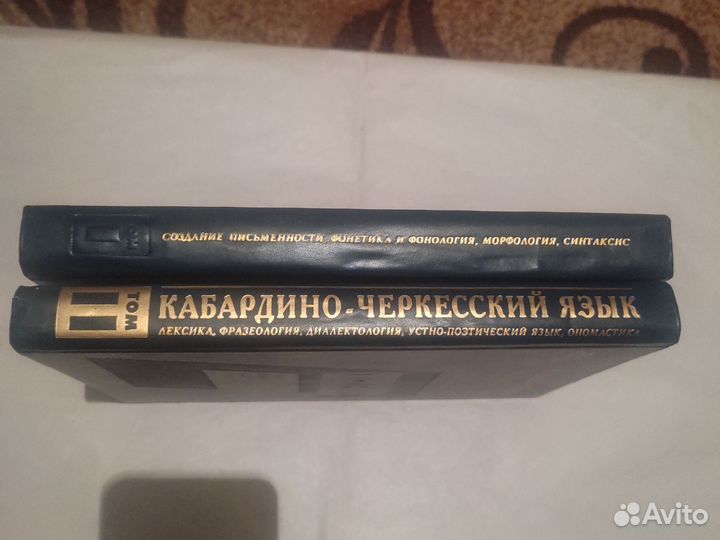 ТОМ
СОЗДАНИЕ ПИСЬМЕННОСТИ, ФОНЕТИКА И ФОНОЛОГИЯ, МОРФОЛОГИЯ, СИНТАКСИС
II
ТОМ
КАБАРДИНО-ЧЕРКЕССКИЙ ЯЗЫК
ЛЕКСИКА, ФРАЗЕОЛОГИЯ, ДИАЛЕКТОЛОГИЯ, УСТНО-ПОЭТИЧЕСКИЙ ЯЗЫК, ОНОМАСТИКА
Avito